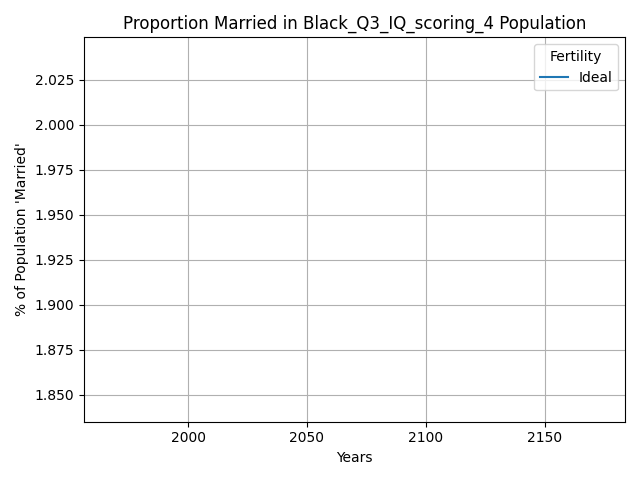 Proportion Married in Black_Q3_IQ_scoring_4 Population
Fertility
Ideal
% of Population 'Married'
2.025
2.000
1.975
1.950
1.925
1.900
1.875
1.850
2000 2050 2100 2150
Years